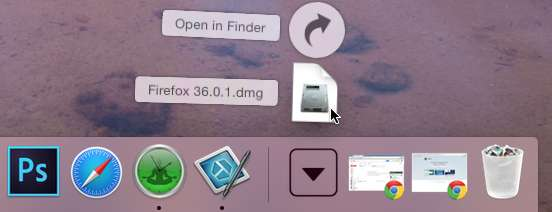 Open in Finder
Firefox 36.0.1.dmg
Ps